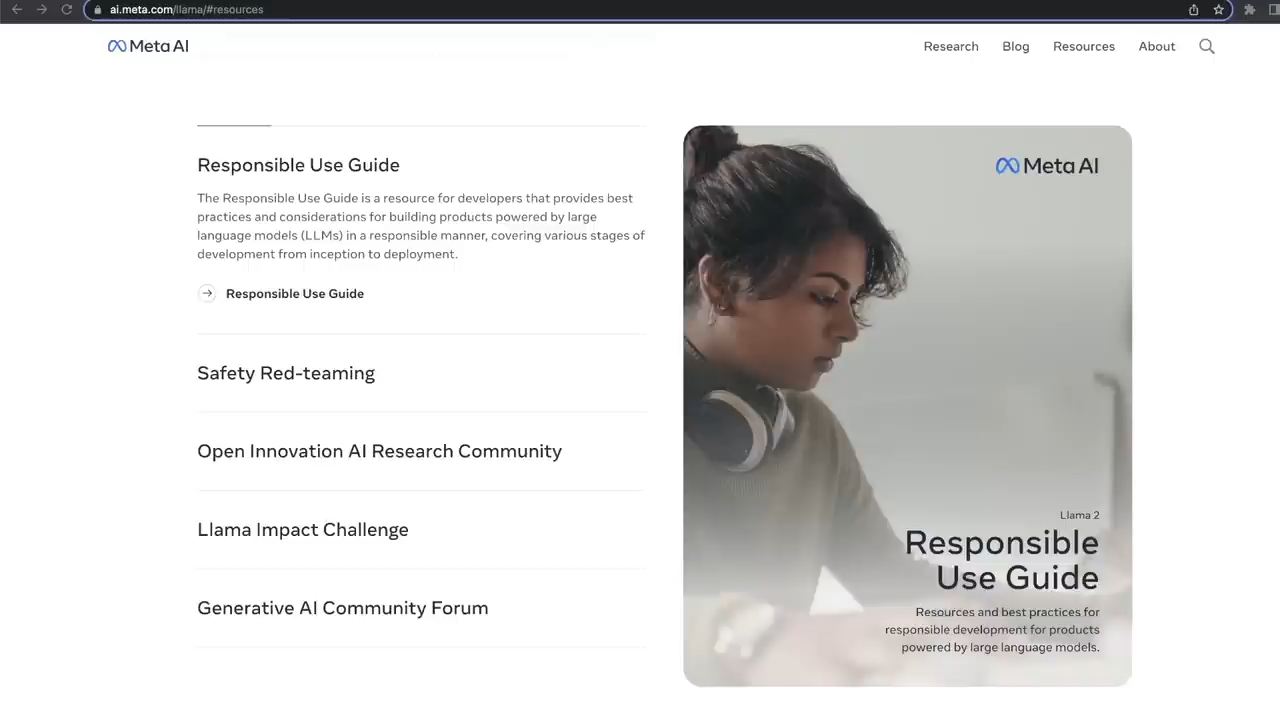 ai.meta.com/llama/#resources
Meta AI
Research Blog Resources About
Responsible Use Guide
The Responsible Use Guide is a resource for developers that provides best
practices and considerations for building products powered by large
language models (LLMs) in a responsible manner, covering various stages of
development from inception to deployment.
Responsible Use Guide
Safety Red-teaming
Open Innovation AI Research Community
Llama Impact Challenge
Generative AI Community Forum
Meta AI
Llama 2
Responsible
Use Guide
Resources and best practices for
responsible development for products
powered by large language models.